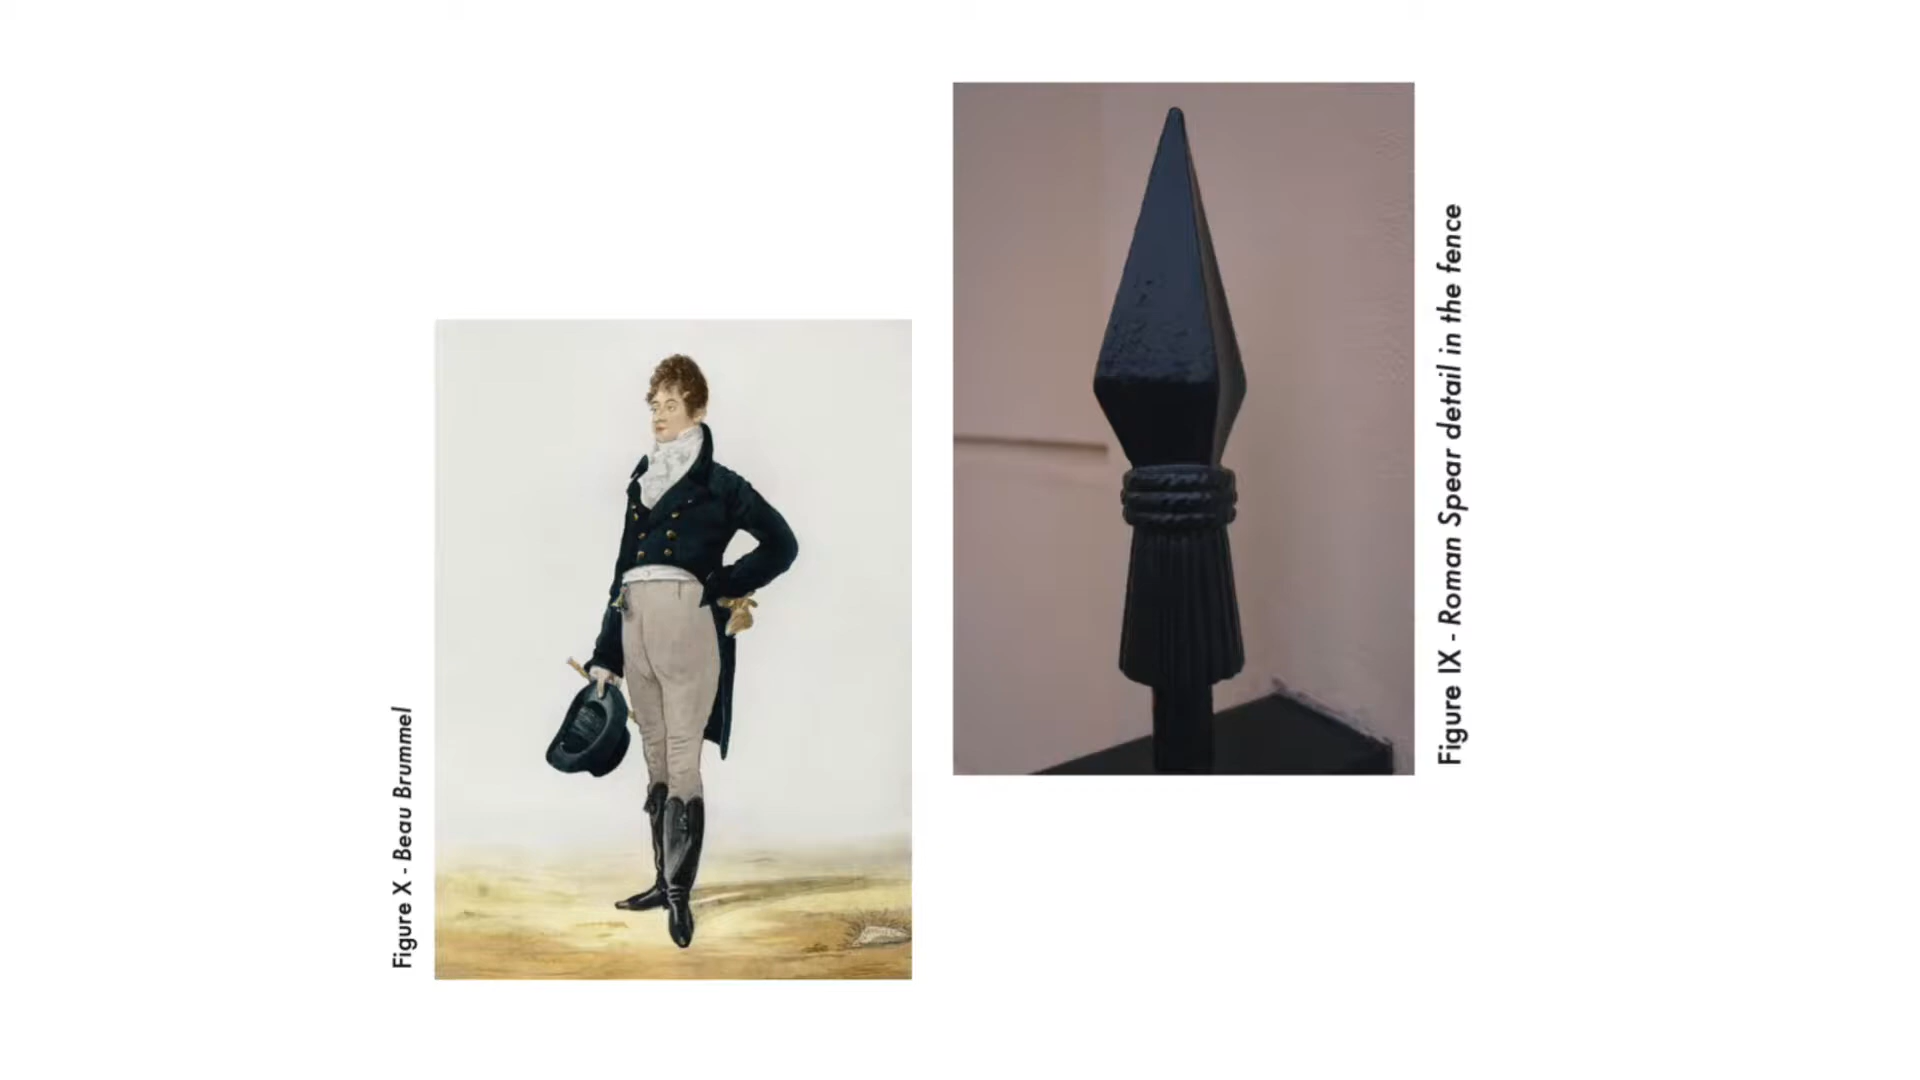 Figure X - Beau Brummel
Figure IX - Roman Spear detail in the fence